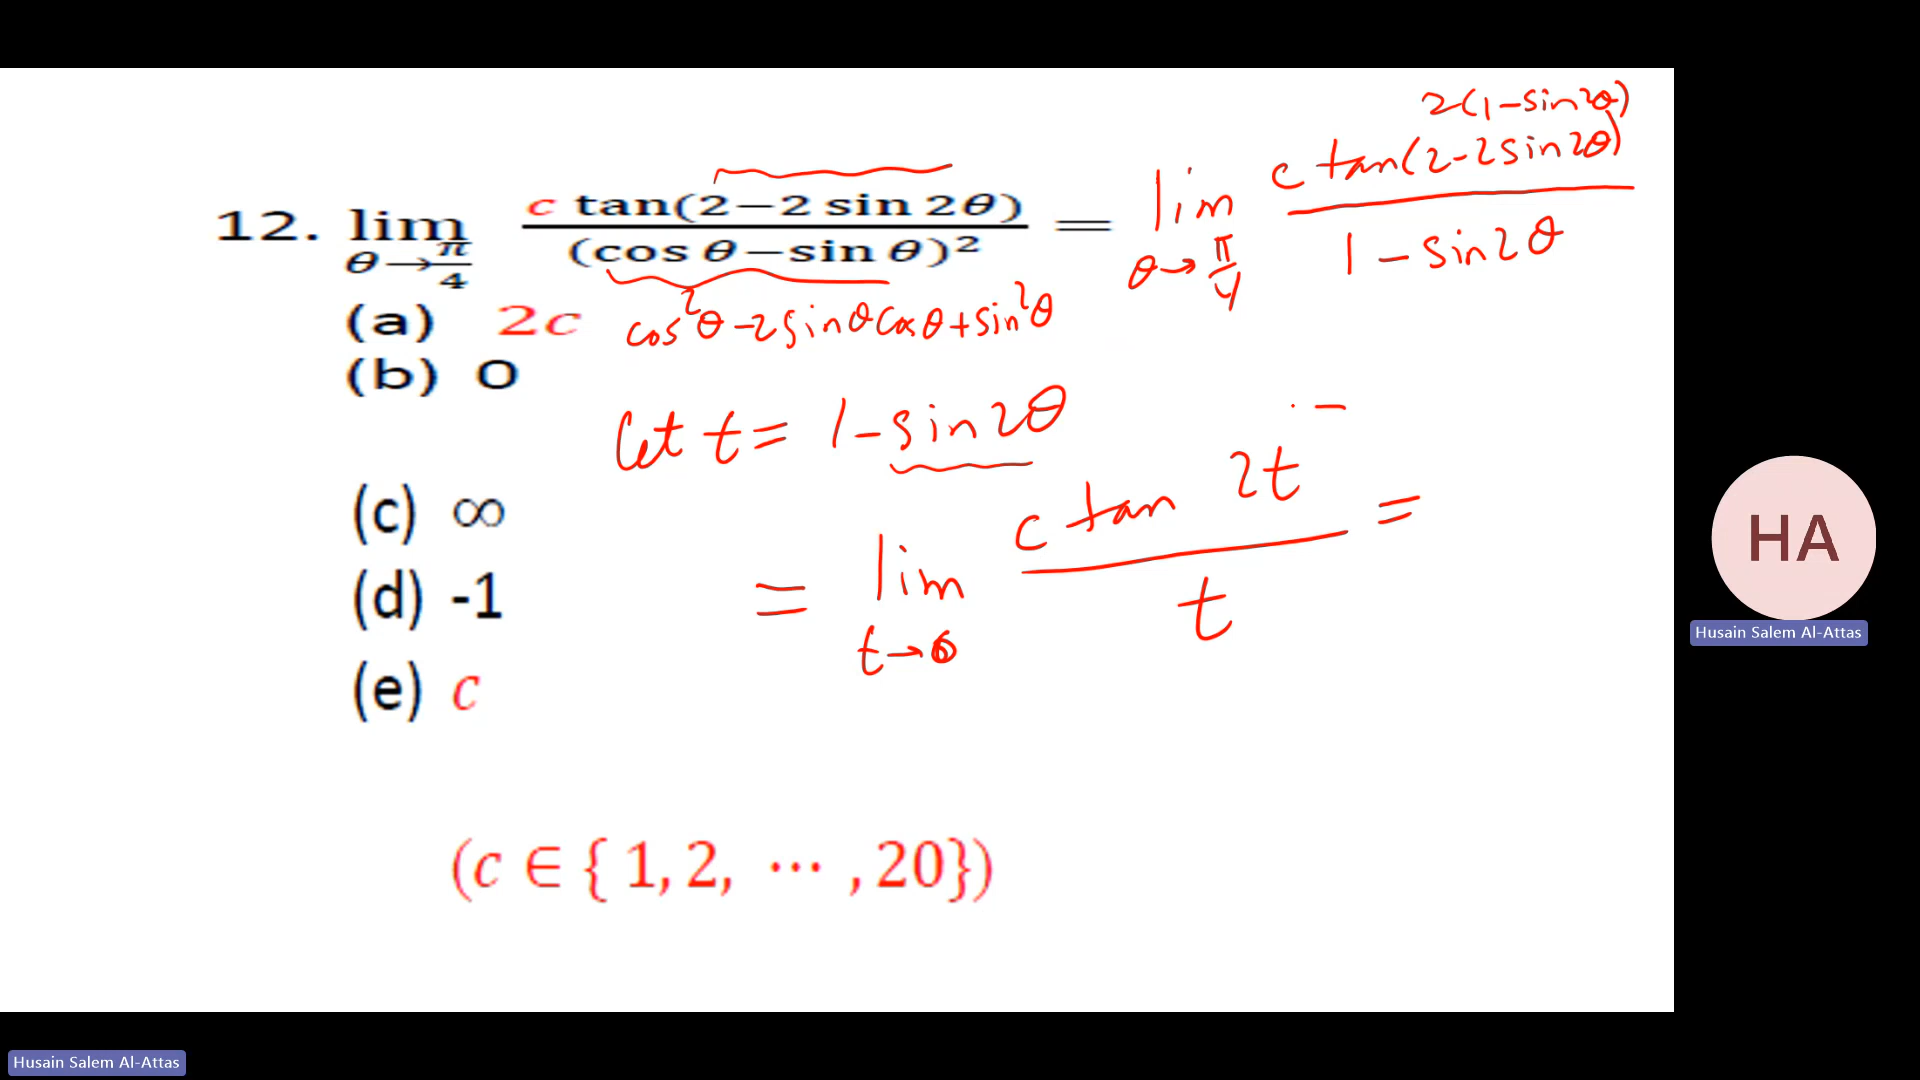 12. lim θ→π/4 c tan(2−2 sin 2θ) / (cos θ−sin θ)² = lim θ→π/4 c tan(2-2sin2θ) / 1-sin2θ
2(1-sin2θ)
(a) 2c
cos²θ-2sinθcosθ+sin²θ
(b) 0
Let t = 1-sin2θ
(c) ∞
= lim t→0 c tan 2t / t =
(d) -1
(e) c
(c ∈ { 1, 2, ⋯ , 20})
HA
Husain Salem Al-Attas
Husain Salem Al-Attas